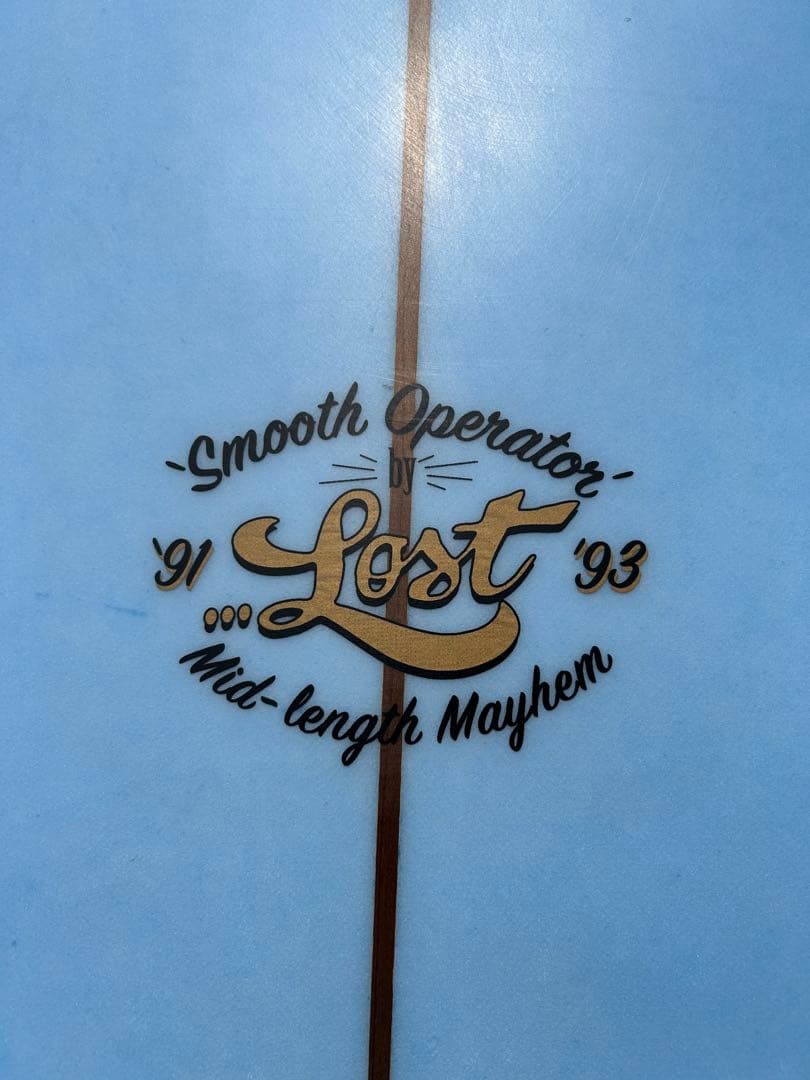 'Smooth Operator'
by
'91 ...Lost '93
Mid-length Mayhem